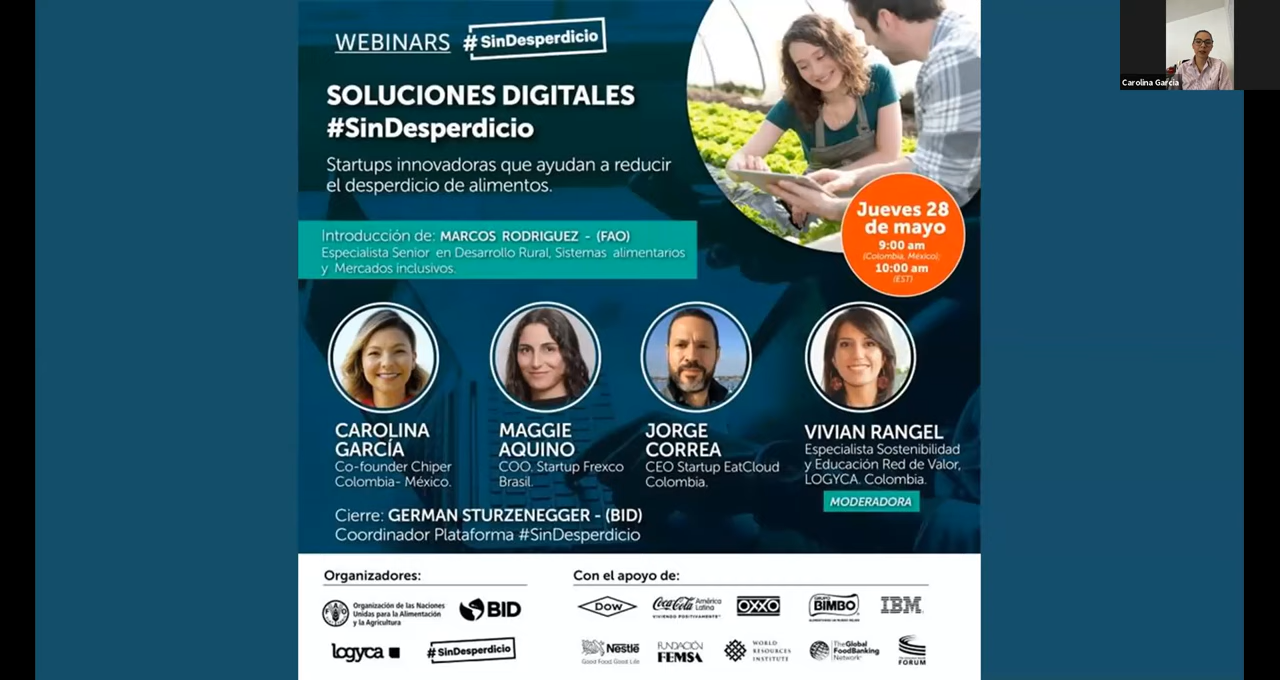 WEBINARS #SinDesperdicio
SOLUCIONES DIGITALES
#SinDesperdicio
Startups innovadoras que ayudan a reducir
el desperdicio de alimentos.
Jueves 28
de mayo
9:00 am
(Colombia, México);
10:00 am
(EST)
Introducción de: MARCOS RODRIGUEZ - (FAO)
Especialista Senior en Desarrollo Rural, Sistemas alimentarios
y Mercados inclusivos.
CAROLINA
GARCÍA
Co-founder Chiper
Colombia- México.
MAGGIE
AQUINO
COO, Startup Frexco
Brasil.
JORGE
CORREA
CEO Startup EatCloud
Colombia.
VIVIAN RANGEL
Especialista Sostenibilidad
y Educación Red de Valor,
LOGYCA. Colombia.
MODERADORA
Cierre: GERMAN STURZENEGGER - (BID)
Coordinador Plataforma #SinDesperdicio
Organizadores:
Organización de las Naciones
Unidas para la Alimentación
y la Agricultura
BID
logyca
#SinDesperdicio
Con el apoyo de:
Dow
Coca-Cola América
Latina
VIVIENDO POSITIVAMENTE
OXXO
GRUPO
BIMBO
IBM
Nestlé
Good Food, Good Life
FUNDACIÓN
FEMSA
WORLD
RESOURCES
INSTITUTE
The Global
FoodBanking
Network
FORUM
Carolina García